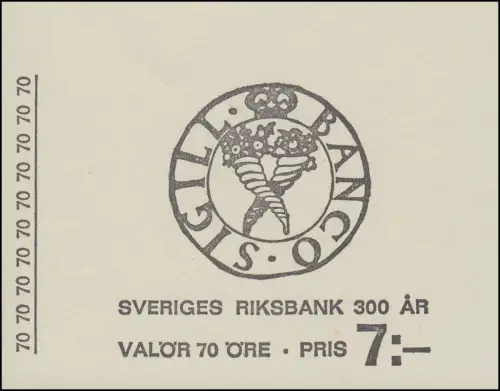 70 70 70 70 70 70 70 70 70 70
SIGILL · BANCO ·
SVERIGES RIKSBANK 300 ÅR
VALÖR 70 ÖRE · PRIS 7:-